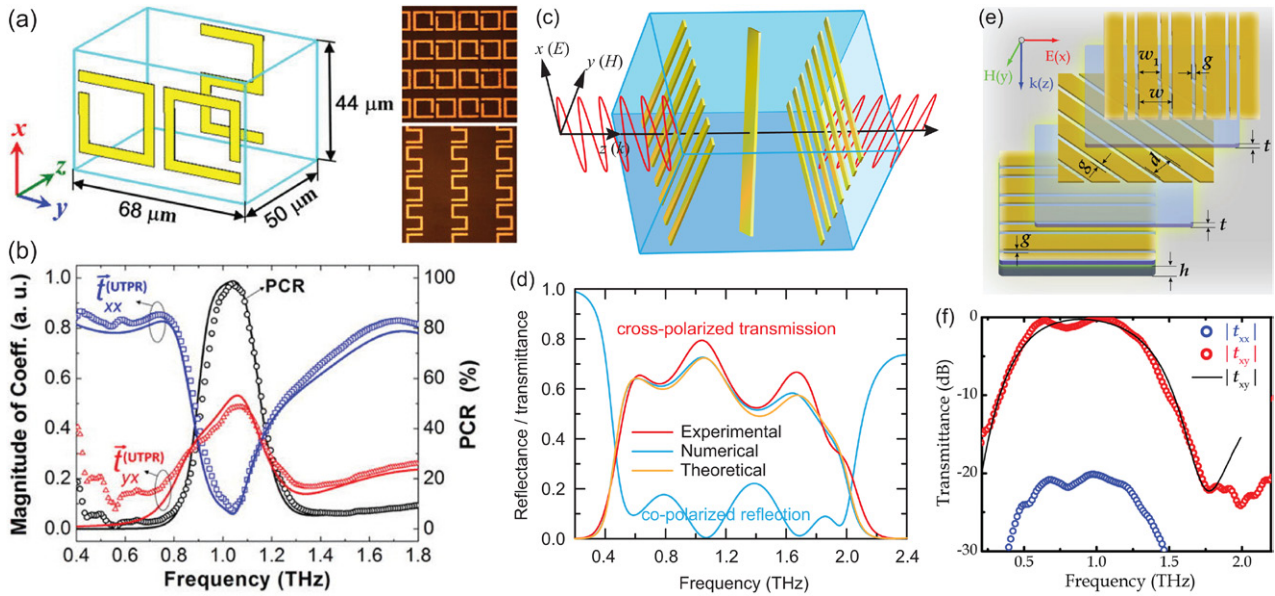 (a)
44 μm
x
z
y
68 μm
50 μm
(b)
t⃗xx(UTPR)
PCR
t⃗yx(UTPR)
Magnitude of Coeff. (a. u.)
1.0
0.8
0.6
0.4
0.2
0.0
100
80
60
40
20
0
PCR (%)
0.4 0.6 0.8 1.0 1.2 1.4 1.6 1.8
Frequency (THz)
(c)
x (E)
y (H)
z (k)
(d)
cross-polarized transmission
Experimental
Numerical
Theoretical
co-polarized reflection
Reflectance / transmittance
1.0
0.8
0.6
0.4
0.2
0.0
0.4 0.8 1.2 1.6 2.0 2.4
Frequency (THz)
(e)
E(x)
H(y)
k(z)
w1
g
w
t
g
d
t
g
h
(f)
| txx |
| txy |
| txy |
Transmittance (dB)
0
-10
-20
-30
0.5 1.0 1.5 2.0
Frequency (THz)